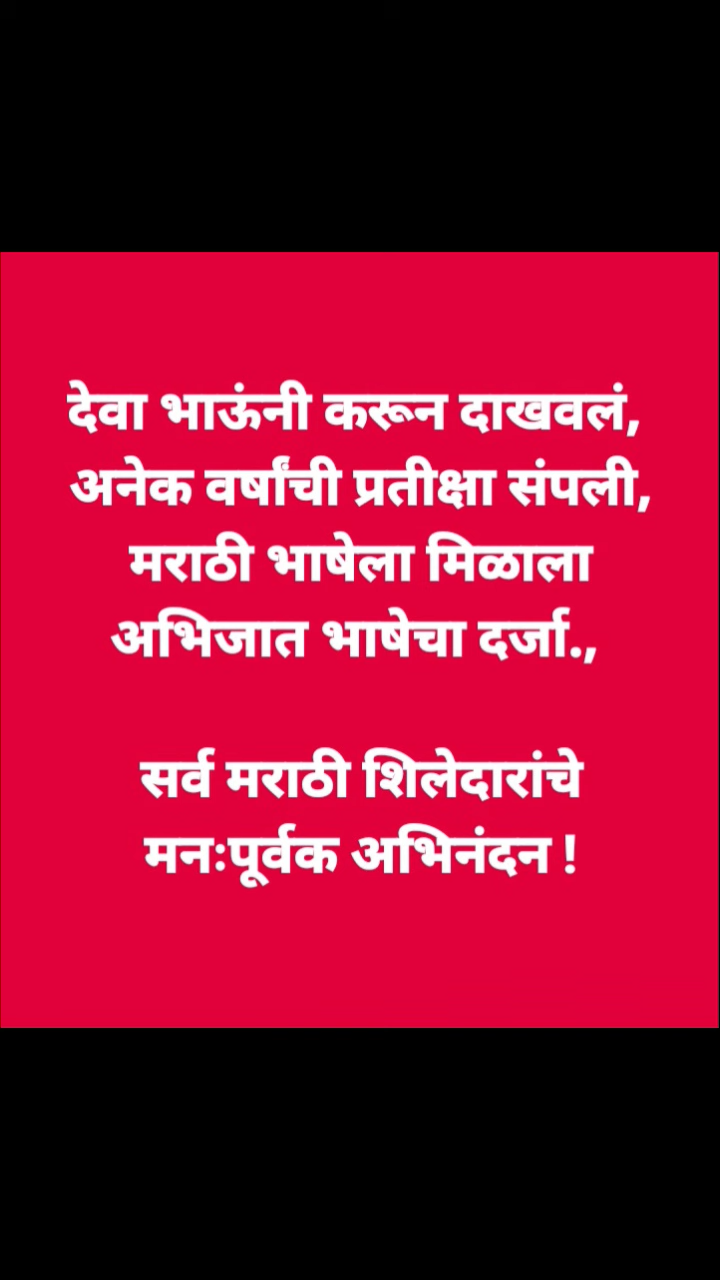 देवा भाऊंनी करून दाखवलं,
अनेक वर्षांची प्रतीक्षा संपली,
मराठी भाषेला मिळाला
अभिजात भाषेचा दर्जा.,
सर्व मराठी शिलेदारांचे
मनःपूर्वक अभिनंदन !